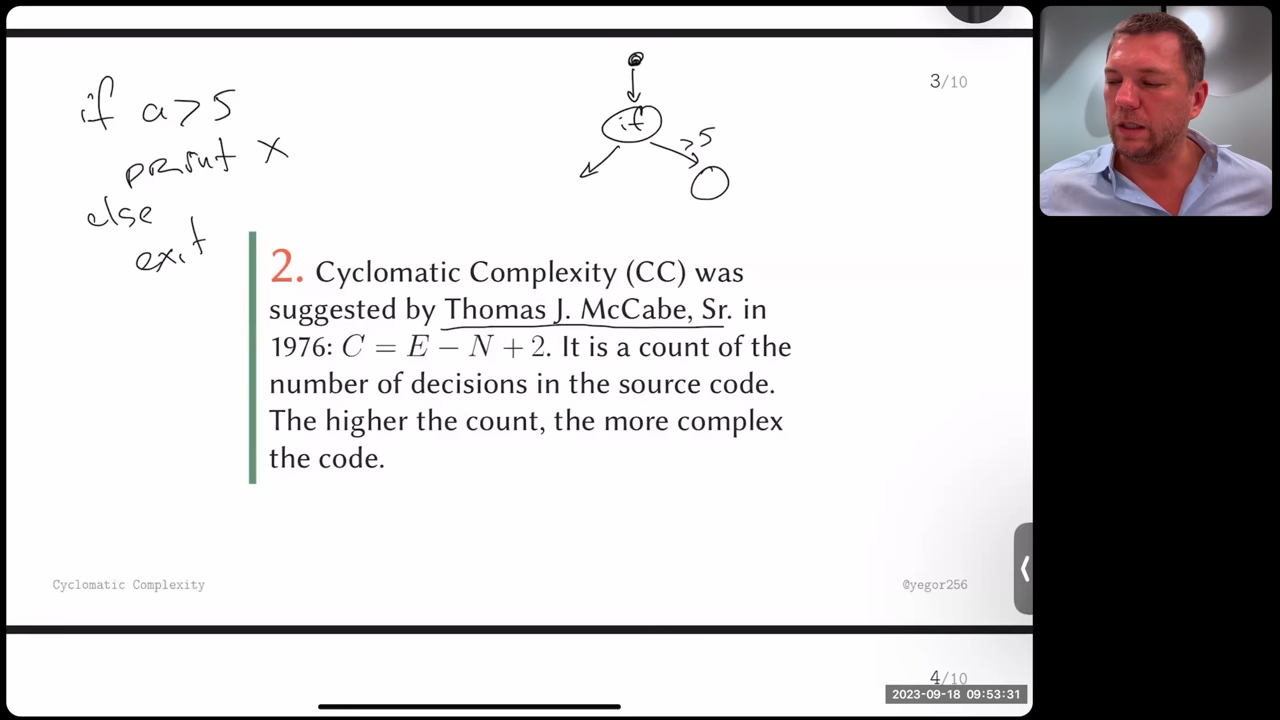 if a > 5
print x
else
exit
if
>5
3/10
2. Cyclomatic Complexity (CC) was
suggested by Thomas J. McCabe, Sr. in
1976: C = E − N + 2. It is a count of the
number of decisions in the source code.
The higher the count, the more complex
the code.
Cyclomatic Complexity
@yegor256
4/10
2023-09-18 09:53:31